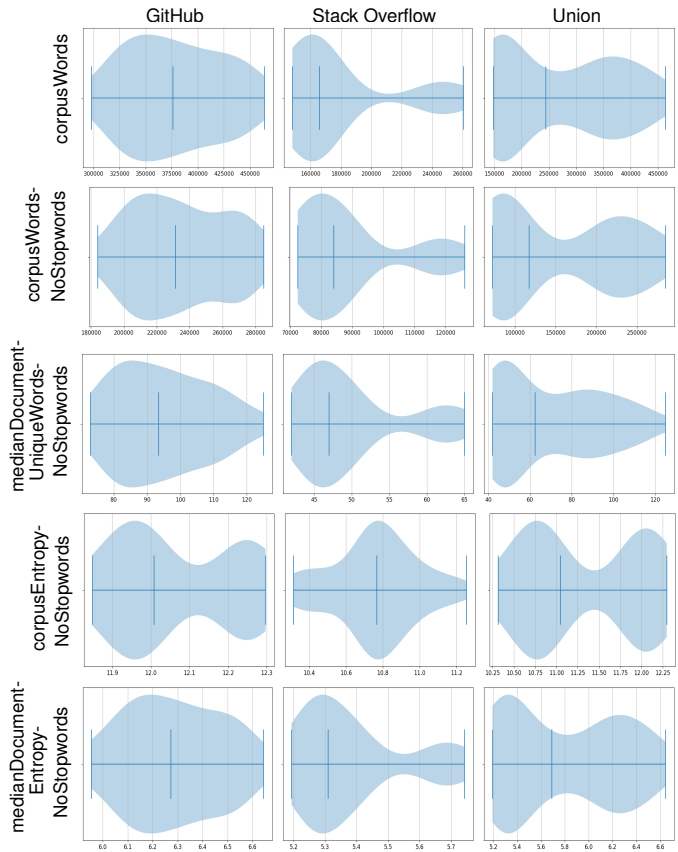 GitHub Stack Overflow Union
corpusWords
300000 325000 350000 375000 400000 425000 450000
160000 180000 200000 220000 240000 260000
150000 200000 250000 300000 350000 400000 450000
corpusWords-
NoStopwords
180000 200000 220000 240000 260000 280000
70000 80000 90000 100000 110000 120000
100000 150000 200000 250000
medianDocument-
UniqueWords-
NoStopwords
80 90 100 110 120
45 50 55 60 65
40 60 80 100 120
corpusEntropy-
NoStopwords
11.9 12.0 12.1 12.2 12.3
10.4 10.6 10.8 11.0 11.2
10.25 10.50 10.75 11.00 11.25 11.50 11.75 12.00 12.25
medianDocument-
Entropy-
NoStopwords
6.0 6.1 6.2 6.3 6.4 6.5 6.6
5.2 5.3 5.4 5.5 5.6 5.7
5.2 5.4 5.6 5.8 6.0 6.2 6.4 6.6